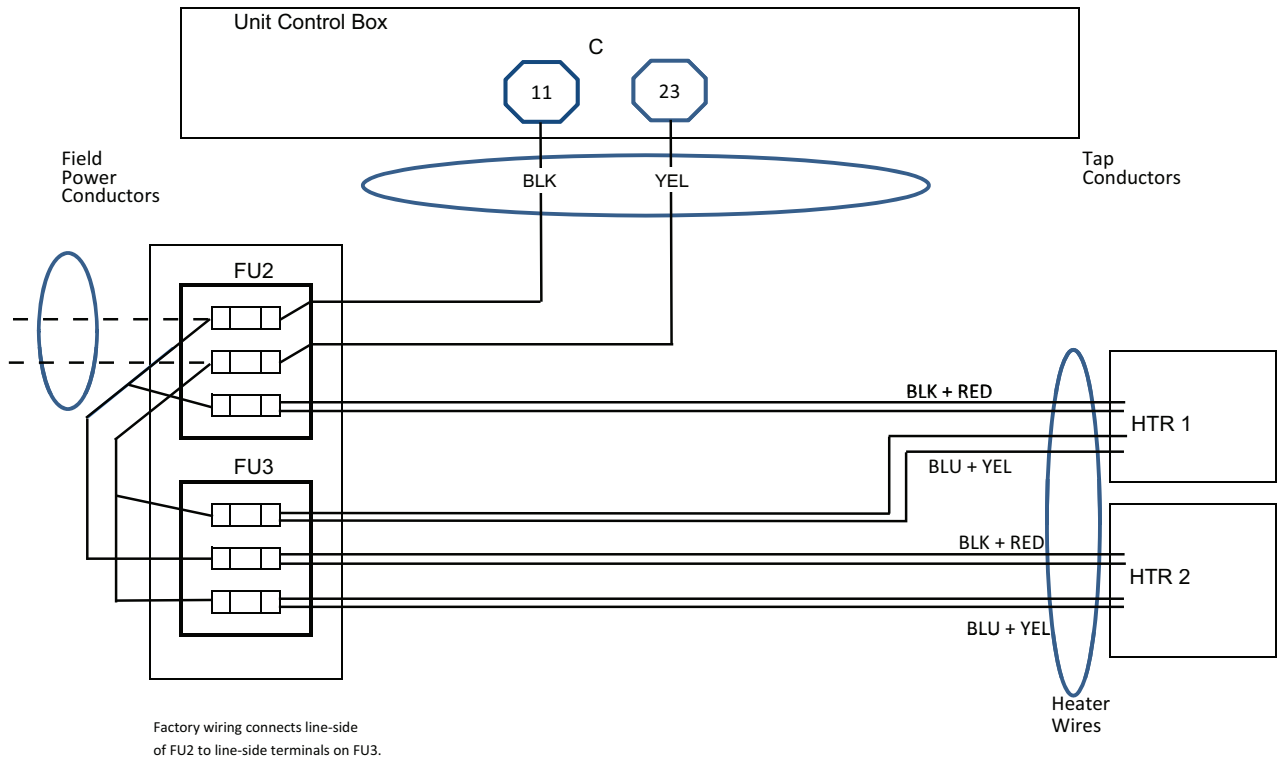 Unit Control Box
C
11
23
Field
Power
Conductors
Tap
Conductors
BLK
YEL
FU2
BLK + RED
HTR 1
BLU + YEL
FU3
BLK + RED
HTR 2
BLU + YEL
Heater
Wires
Factory wiring connects line-side
of FU2 to line-side terminals on FU3.